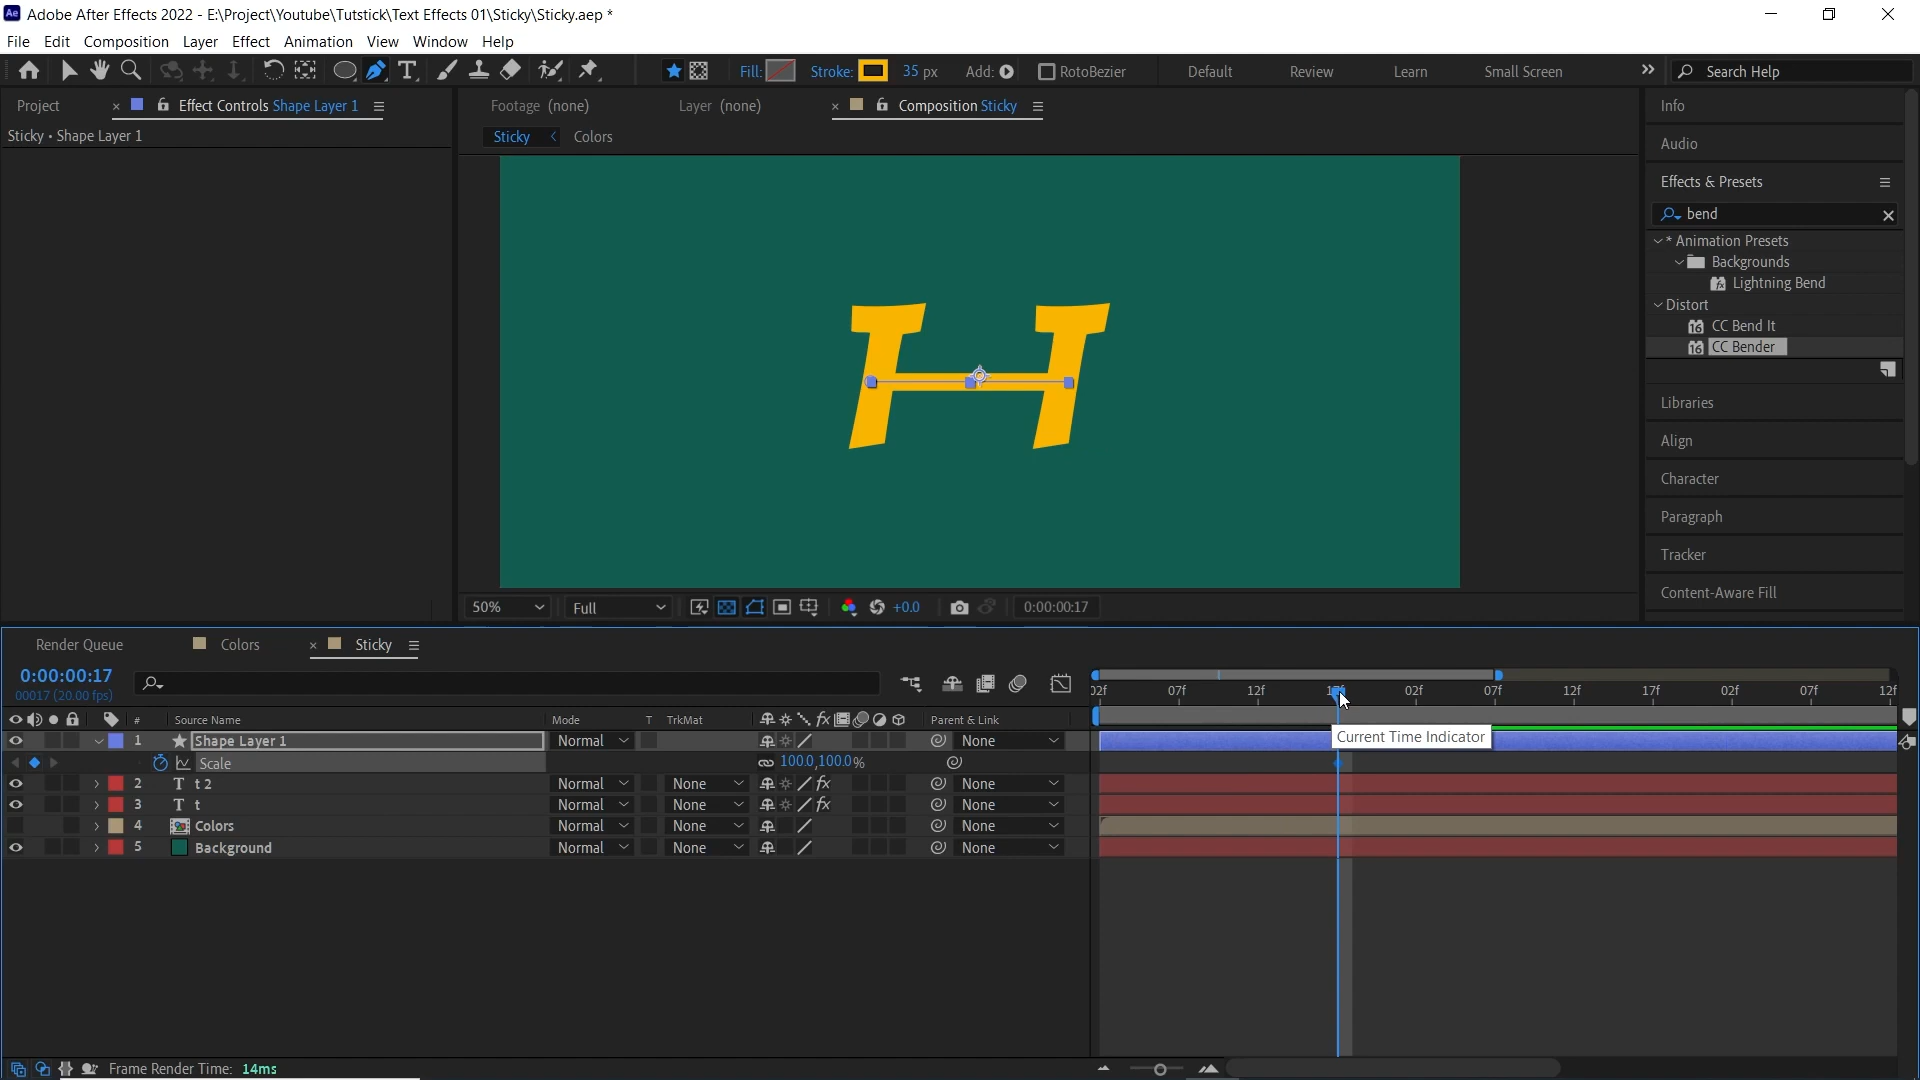 Ae Adobe After Effects 2022 - E:\Project\Youtube\Tutstick\Text Effects 01\Sticky\Sticky.aep *
File Edit Composition Layer Effect Animation View Window Help
Fill: Stroke: 35 px Add: RotoBezier Default Review Learn Small Screen » Search Help
Project × Effect Controls Shape Layer 1 Footage (none) Layer (none) × Composition Sticky Info
Sticky • Shape Layer 1 Sticky Colors
Audio
Effects & Presets
bend
* Animation Presets
Backgrounds
Lightning Bend
Distort
16 CC Bend It
16 CC Bender
H
Libraries
Align
Character
Paragraph
Tracker
Content-Aware Fill
50% Full +0.0 0:00:00:17
Render Queue Colors × Sticky
0:00:00:17
00017 (20.00 fps)
02f 07f 12f 17f 02f 07f 12f 17f 02f 07f 12f
# Source Name Mode T TrkMat fx Parent & Link
1 Shape Layer 1 Normal None
Current Time Indicator
Scale 100.0,100.0%
2 T t 2 Normal None fx None
3 T t Normal None fx None
4 Colors Normal None None
5 Background Normal None None
Frame Render Time: 14ms